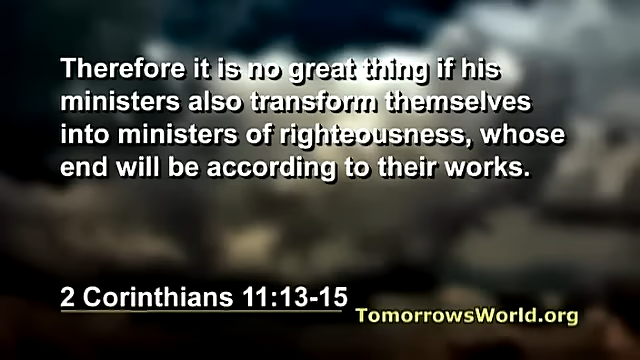 Therefore it is no great thing if his
ministers also transform themselves
into ministers of righteousness, whose
end will be according to their works.
2 Corinthians 11:13-15
TomorrowsWorld.org